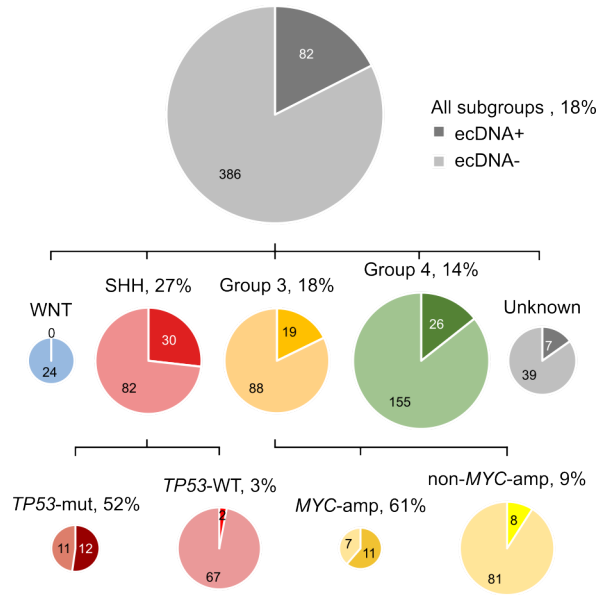 82
All subgroups , 18%
ecDNA+
ecDNA-
386
WNT
SHH, 27%
Group 3, 18%
Group 4, 14%
Unknown
0
24
30
82
19
88
26
155
7
39
TP53-mut, 52%
TP53-WT, 3%
MYC-amp, 61%
non-MYC-amp, 9%
11
12
2
67
7
11
8
81